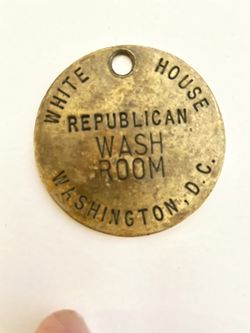 WHITE HOUSE
REPUBLICAN
WASH
ROOM
WASHINGTON, D.C.